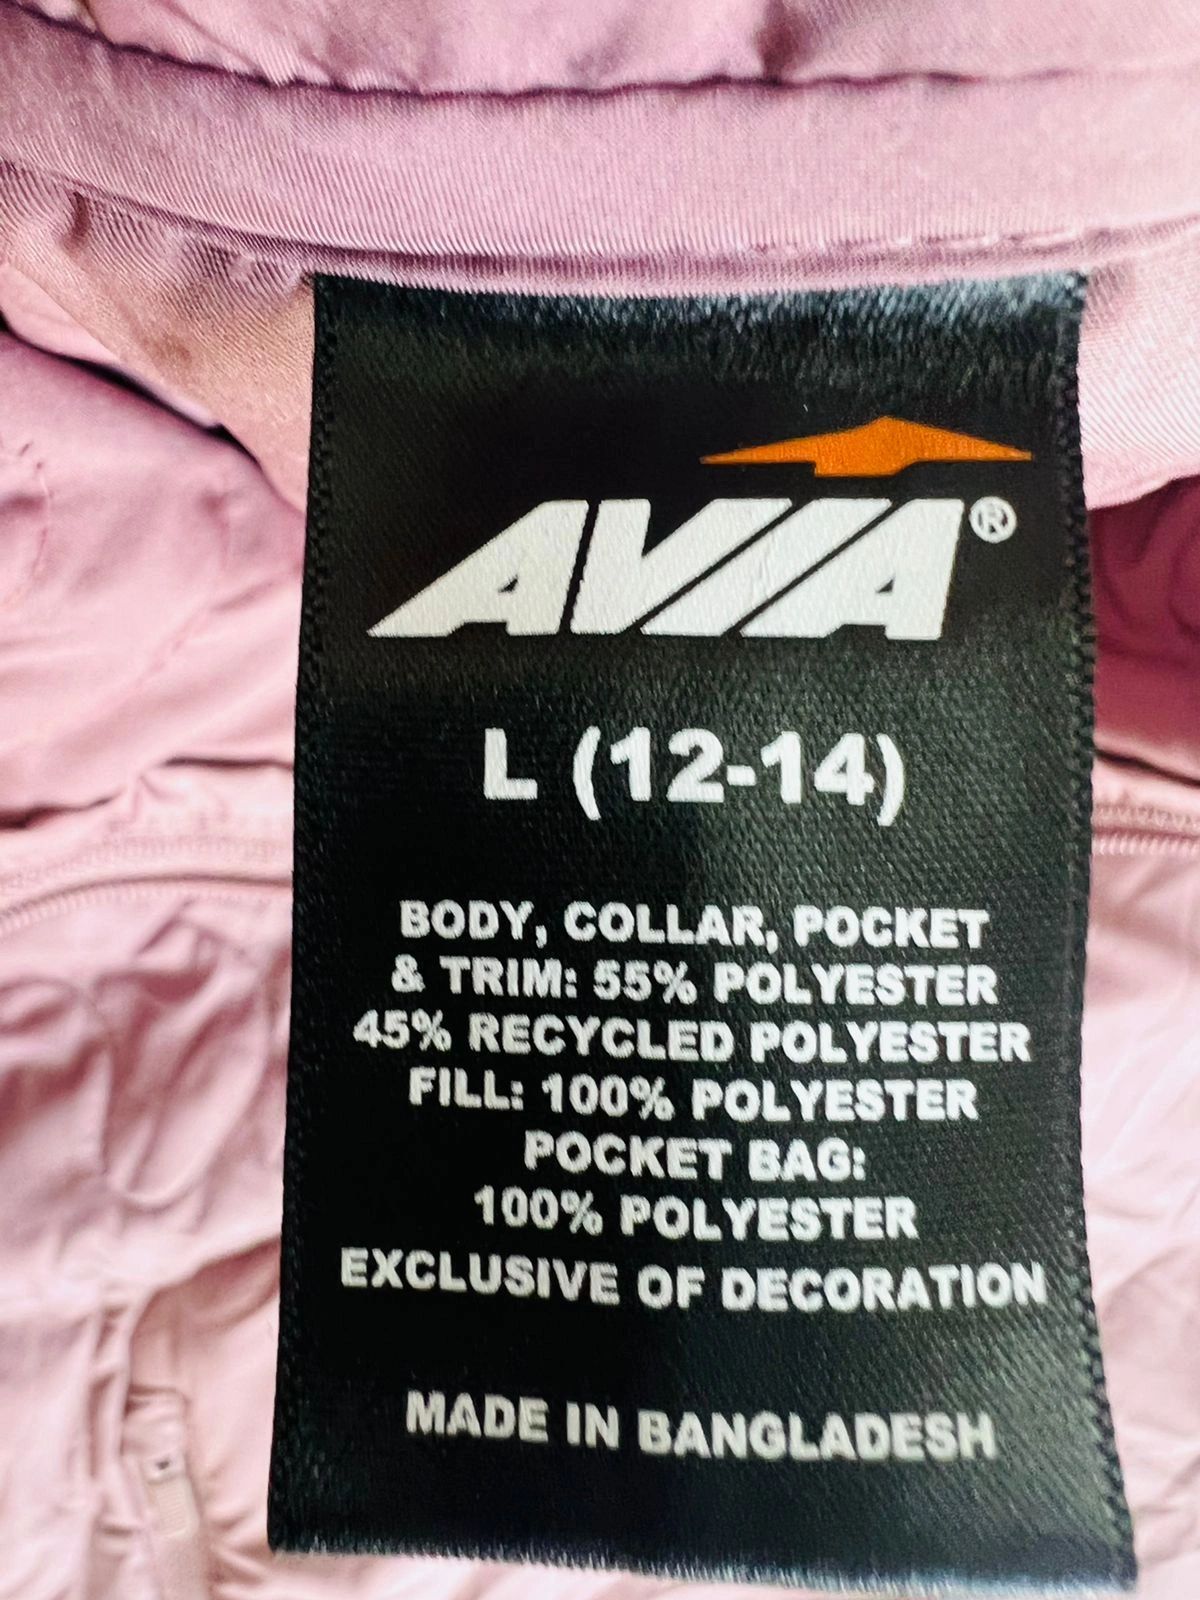 AVIA®
L (12-14)
BODY, COLLAR, POCKET
& TRIM: 55% POLYESTER
45% RECYCLED POLYESTER
FILL: 100% POLYESTER
POCKET BAG:
100% POLYESTER
EXCLUSIVE OF DECORATION
MADE IN BANGLADESH